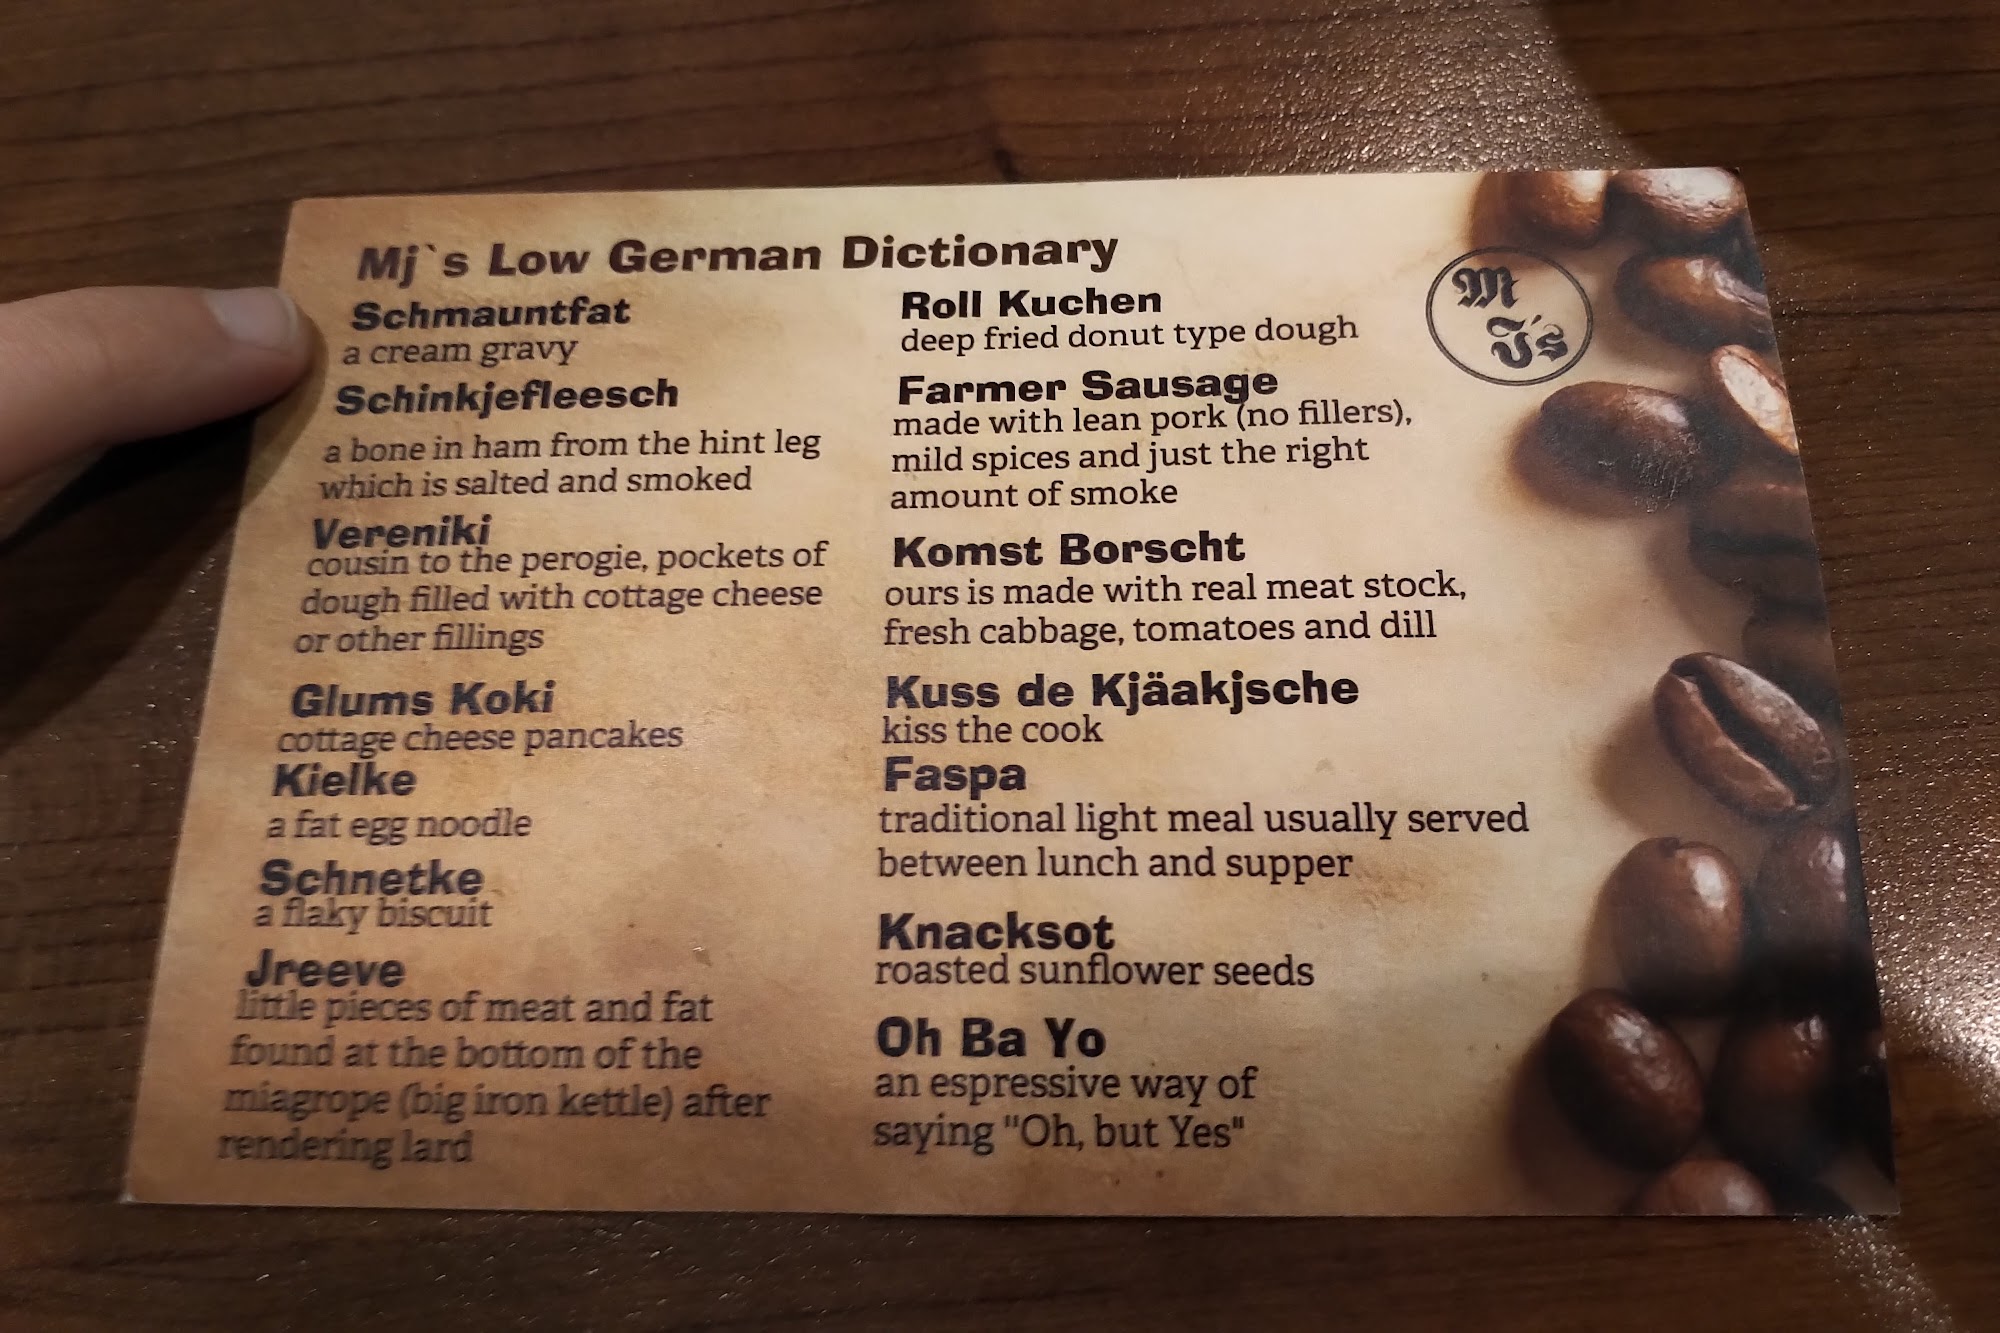 Mj`s Low German Dictionary
Schmauntfat
a cream gravy
Schinkjefleesch
a bone in ham from the hint leg
which is salted and smoked
Vereniki
cousin to the perogie, pockets of
dough filled with cottage cheese
or other fillings
Glums Koki
cottage cheese pancakes
Kielke
a fat egg noodle
Schnetke
a flaky biscuit
Jreeve
little pieces of meat and fat
found at the bottom of the
miagrope (big iron kettle) after
rendering lard
Roll Kuchen
deep fried donut type dough
Farmer Sausage
made with lean pork (no fillers),
mild spices and just the right
amount of smoke
Komst Borscht
ours is made with real meat stock,
fresh cabbage, tomatoes and dill
Kuss de Kjäakjsche
kiss the cook
Faspa
traditional light meal usually served
between lunch and supper
Knacksot
roasted sunflower seeds
Oh Ba Yo
an espressive way of
saying "Oh, but Yes"
M
J's